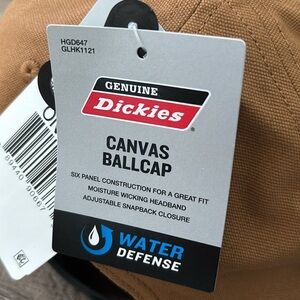 HGD647
GLHK1121
GENUINE
Dickies
CANVAS
BALLCAP
SIX PANEL CONSTRUCTION FOR A GREAT FIT
MOISTURE WICKING HEADBAND
ADJUSTABLE SNAPBACK CLOSURE
WATER
DEFENSE